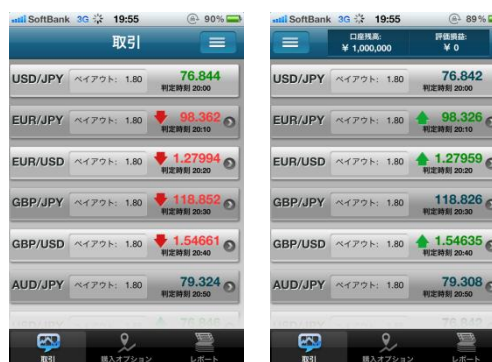 SoftBank 3G 19:55 90%
取引
USD/JPY ペイアウト: 1.80 76.844
判定時刻 20:00
EUR/JPY ペイアウト: 1.80 98.362
判定時刻 20:10
EUR/USD ペイアウト: 1.80 1.27994
判定時刻 20:20
GBP/JPY ペイアウト: 1.80 118.852
判定時刻 20:30
GBP/USD ペイアウト: 1.80 1.54661
判定時刻 20:40
AUD/JPY ペイアウト: 1.80 79.324
判定時刻 20:50
取引 購入オプション レポート
SoftBank 3G 19:55 89%
口座残高: 評価損益:
¥ 1,000,000 ¥ 0
USD/JPY ペイアウト: 1.80 76.842
判定時刻 20:00
EUR/JPY ペイアウト: 1.80 98.326
判定時刻 20:10
EUR/USD ペイアウト: 1.80 1.27959
判定時刻 20:20
GBP/JPY ペイアウト: 1.80 118.826
判定時刻 20:30
GBP/USD ペイアウト: 1.80 1.54635
判定時刻 20:40
AUD/JPY ペイアウト: 1.80 79.308
判定時刻 20:50
取引 購入オプション レポート